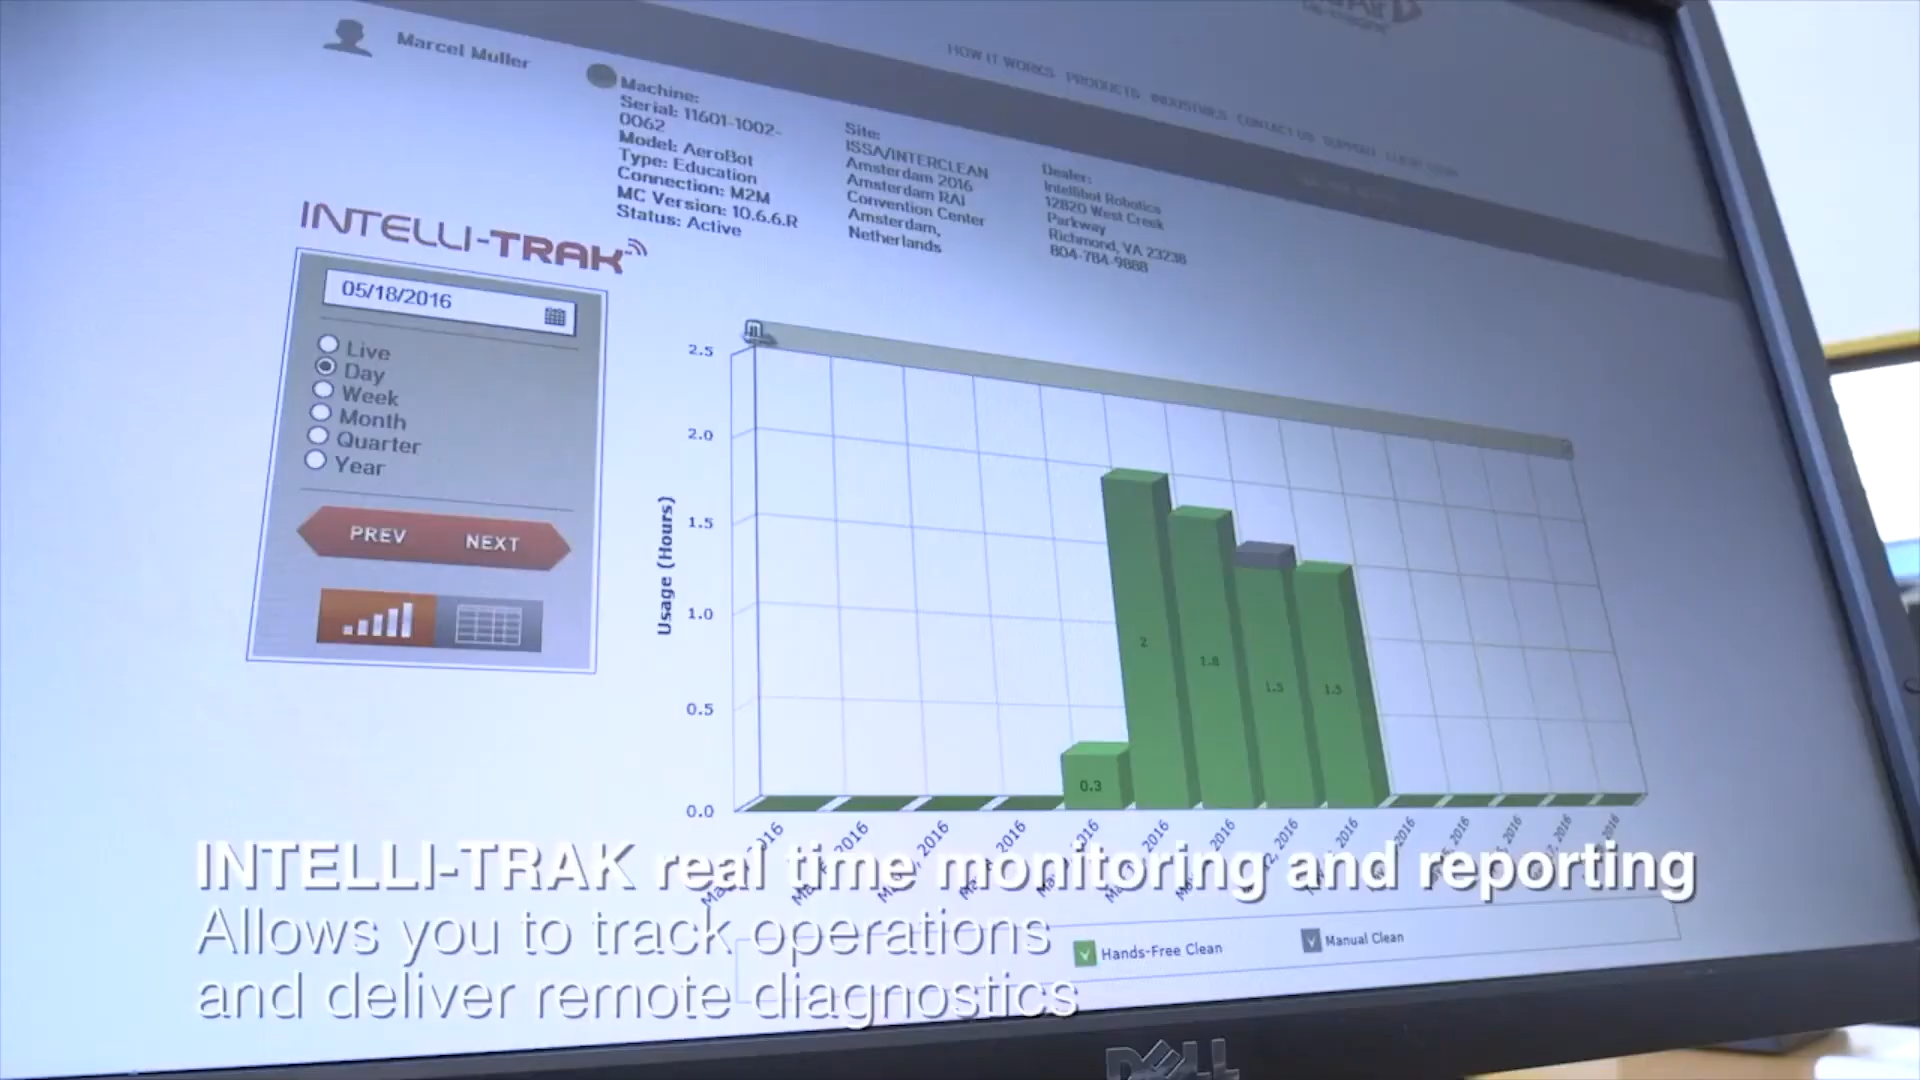 Marcel Muller
HOW IT WORKS PRODUCTS INDUSTRIES CONTACT US SUPPORT
Machine:
Serial: 11601-1002-
0062
Model: AeroBot
Type: Education
Connection: M2M
MC Version: 10.6.6.R
Status: Active
Site:
ISSA/INTERCLEAN
Amsterdam 2016
Amsterdam RAI
Convention Center
Amsterdam,
Netherlands
Dealer:
Intellibot Robotics
12820 West Creek
Parkway
Richmond, VA 23238
804-784-9888
INTELLI-TRAK
05/18/2016
Live
Day
Week
Month
Quarter
Year
PREV NEXT
Usage (Hours)
2.5
2.0
1.5
1.0
0.5
0.0
0.3
2
1.8
1.3
1.5
Hands-Free Clean
Manual Clean
INTELLI-TRAK real time monitoring and reporting
Allows you to track operations
and deliver remote diagnostics
DELL